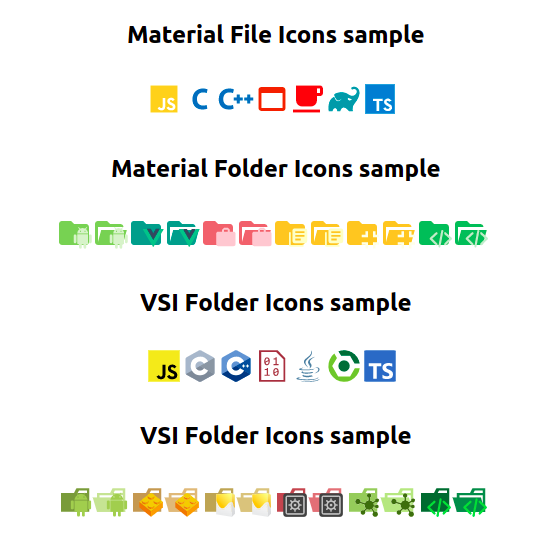 Material File Icons sample
JS C C++ TS
Material Folder Icons sample
</> </>
VSI Folder Icons sample
JS C C++ 01 TS
10
VSI Folder Icons sample
</> </>